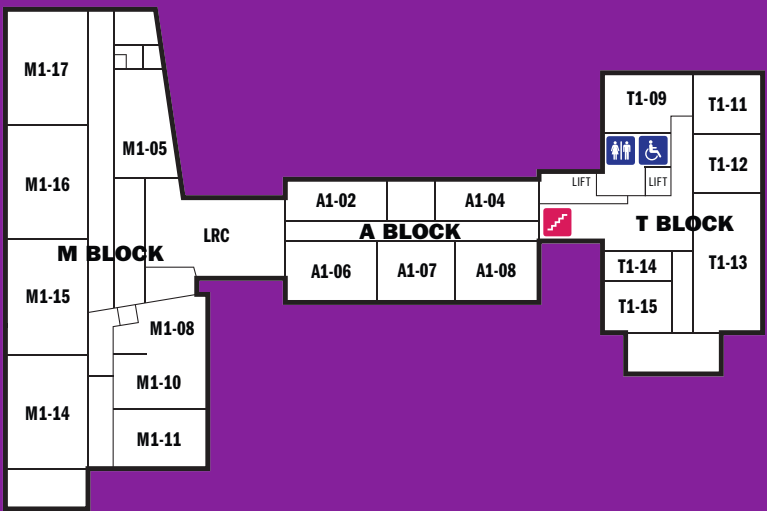 M1-17
M1-05
M1-16
M BLOCK
M1-15
M1-08
M1-10
M1-14
M1-11
LRC
A1-02
A1-04
A BLOCK
A1-06
A1-07
A1-08
T1-09
T1-11
T1-12
LIFT
LIFT
T BLOCK
T1-13
T1-14
T1-15